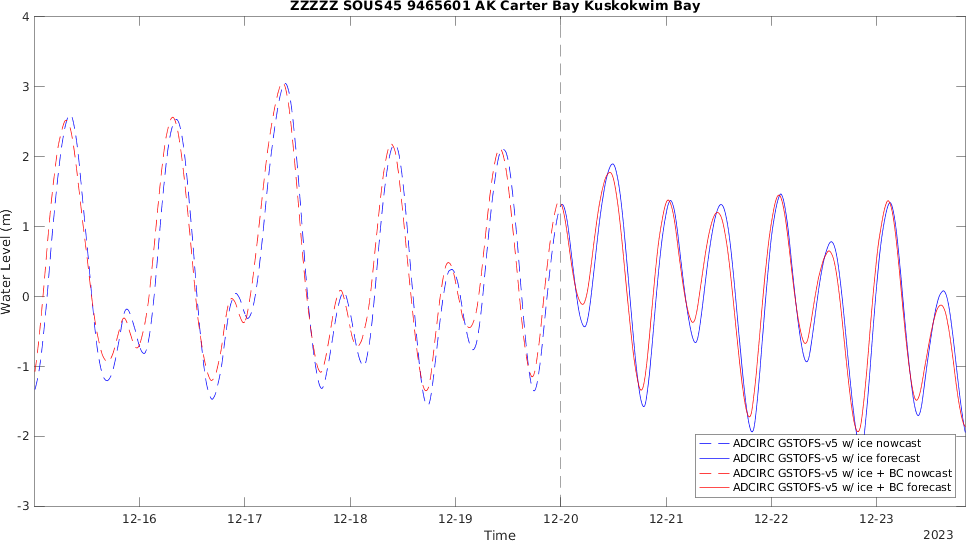 ZZZZZ SOUS45 9465601 AK Carter Bay Kuskokwim Bay
4
3
2
1
0
-1
-2
-3
Water Level (m)
12-16 12-17 12-18 12-19 12-20 12-21 12-22 12-23
Time
2023
ADCIRC GSTOFS-v5 w/ ice nowcast
ADCIRC GSTOFS-v5 w/ ice forecast
ADCIRC GSTOFS-v5 w/ ice + BC nowcast
ADCIRC GSTOFS-v5 w/ ice + BC forecast